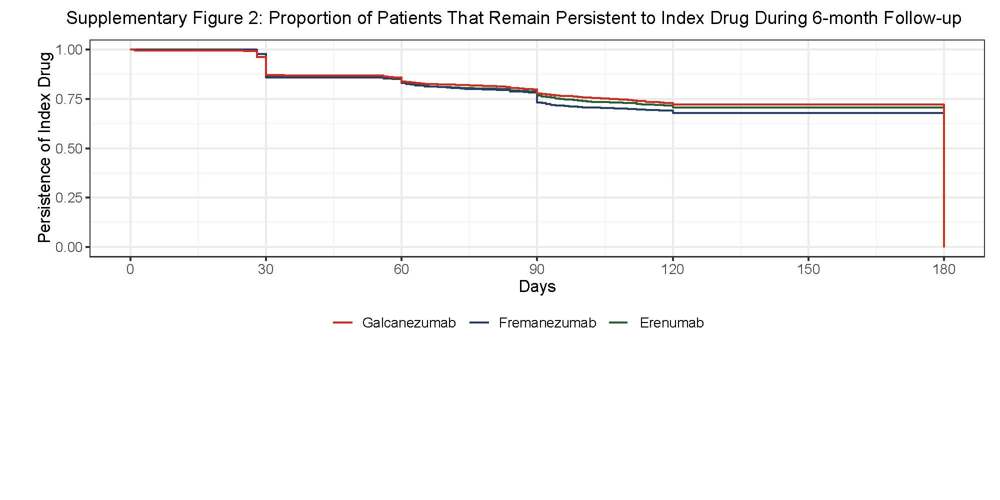 Supplementary Figure 2: Proportion of Patients That Remain Persistent to Index Drug During 6-month Follow-up
Persistence of Index Drug
1.00
0.75
0.50
0.25
0.00
0 30 60 90 120 150 180
Days
Galcanezumab Fremanezumab Erenumab